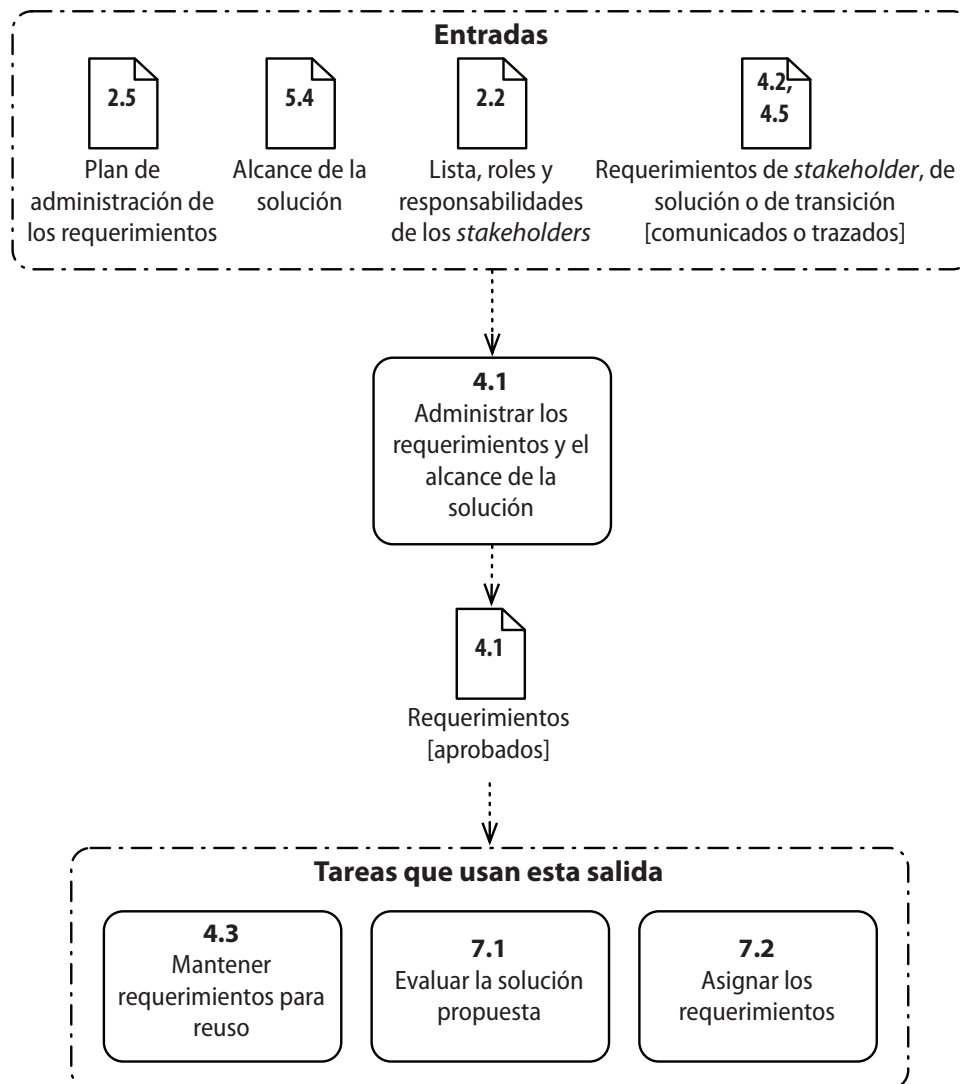 Entradas
2.5
Plan de
administración de
los requerimientos
5.4
Alcance de la
solución
2.2
Lista, roles y
responsabilidades
de los stakeholders
4.2,
4.5
Requerimientos de stakeholder, de
solución o de transición
[comunicados o trazados]
4.1
Administrar los
requerimientos y el
alcance de la
solución
4.1
Requerimientos
[aprobados]
Tareas que usan esta salida
4.3
Mantener
requerimientos para
reuso
7.1
Evaluar la solución
propuesta
7.2
Asignar los
requerimientos